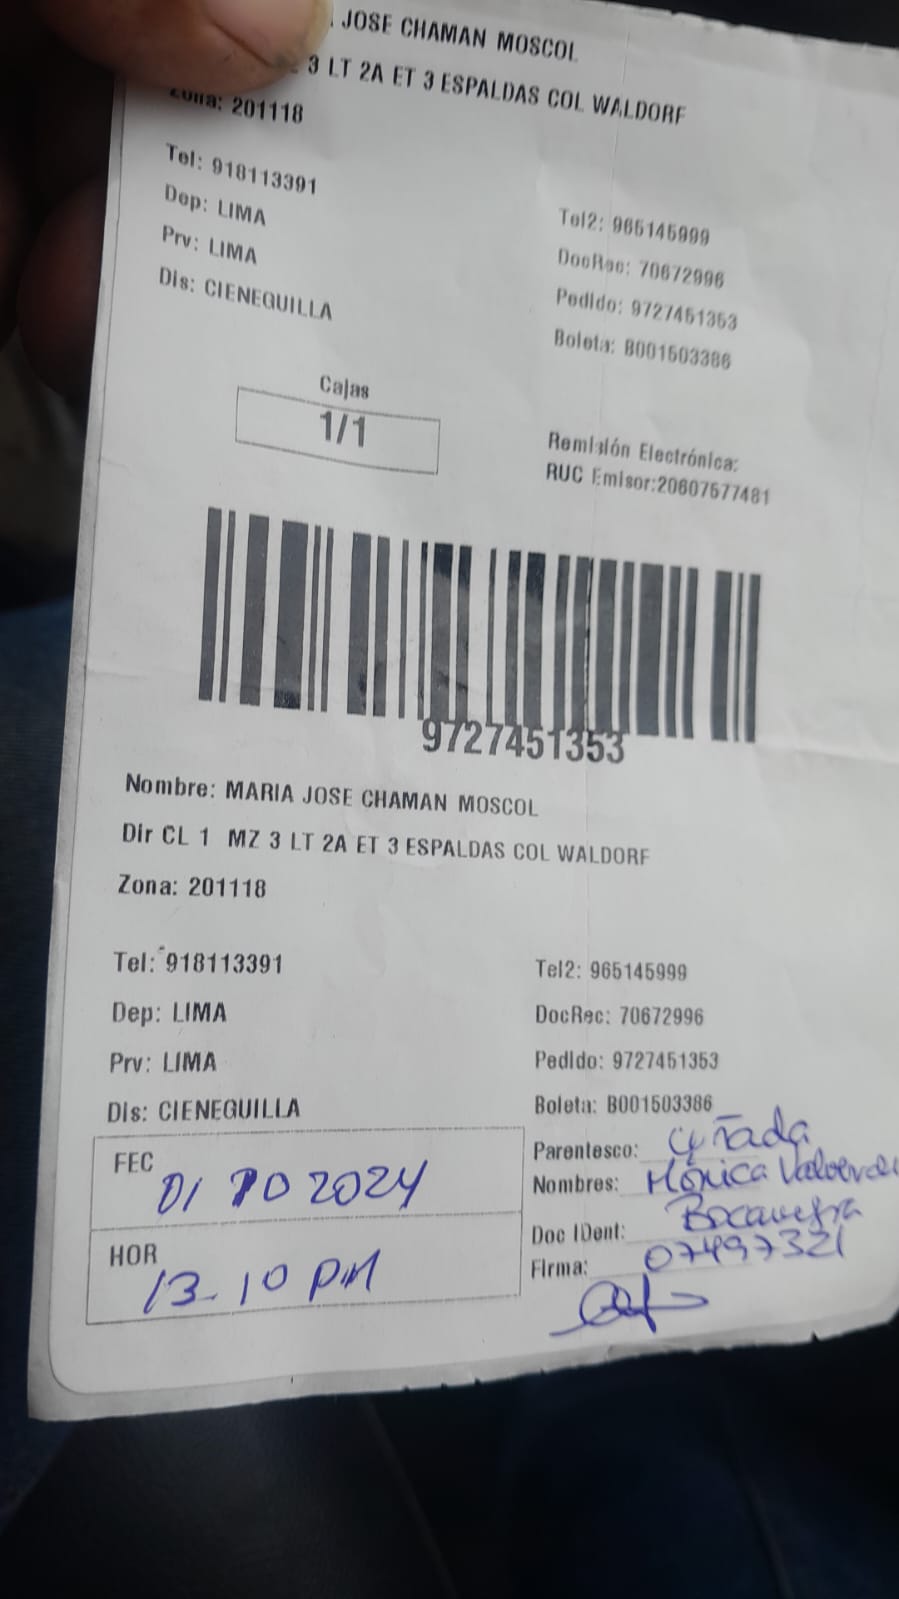 JOSE CHAMAN MOSCOL
3 LT 2A ET 3 ESPALDAS COL WALDORF
Zona: 201118
Tel: 918113391
Tel2: 965145999
Dep: LIMA
DocRec: 70672996
Prv: LIMA
Pedido: 9727451353
Dis: CIENEGUILLA
Boleta: B001503386
Cajas
1/1
Remisión Electrónica:
RUC Emisor:20607577481
9727451353
Nombre: MARIA JOSE CHAMAN MOSCOL
Dir CL 1 MZ 3 LT 2A ET 3 ESPALDAS COL WALDORF
Zona: 201118
Tel: 918113391
Tel2: 965145999
Dep: LIMA
DocRec: 70672996
Prv: LIMA
Pedido: 9727451353
Dis: CIENEGUILLA
Boleta: B001503386
FEC
01 10 2024
HOR
13-10 pm
Parentesco: Cuñada
Nombres: Mónica
Doc IDent: 07497321
Firma: